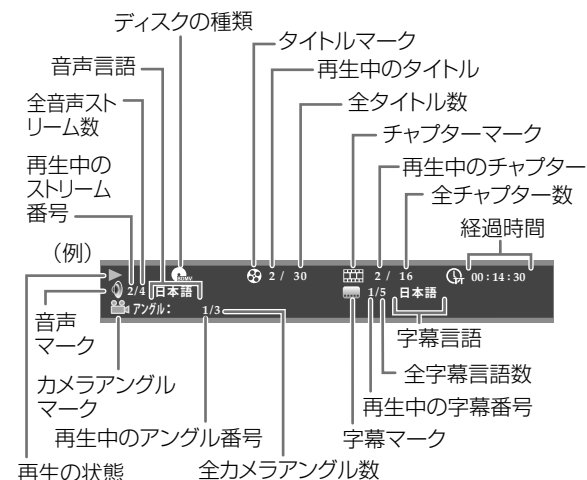 ディスクの種類
タイトルマーク
音声言語
再生中のタイトル
全音声スト
リーム数
全タイトル数
チャプターマーク
再生中の
ストリーム
番号
再生中のチャプター
全チャプター数
経過時間
(例)
2 / 30
2 / 16
00:14:30
2/4 日本語
1/5 日本語
アングル: 1/3
音声
マーク
字幕言語
カメラアングル
マーク
全字幕言語数
再生中の字幕番号
再生中のアングル番号
字幕マーク
再生の状態
全カメラアングル数